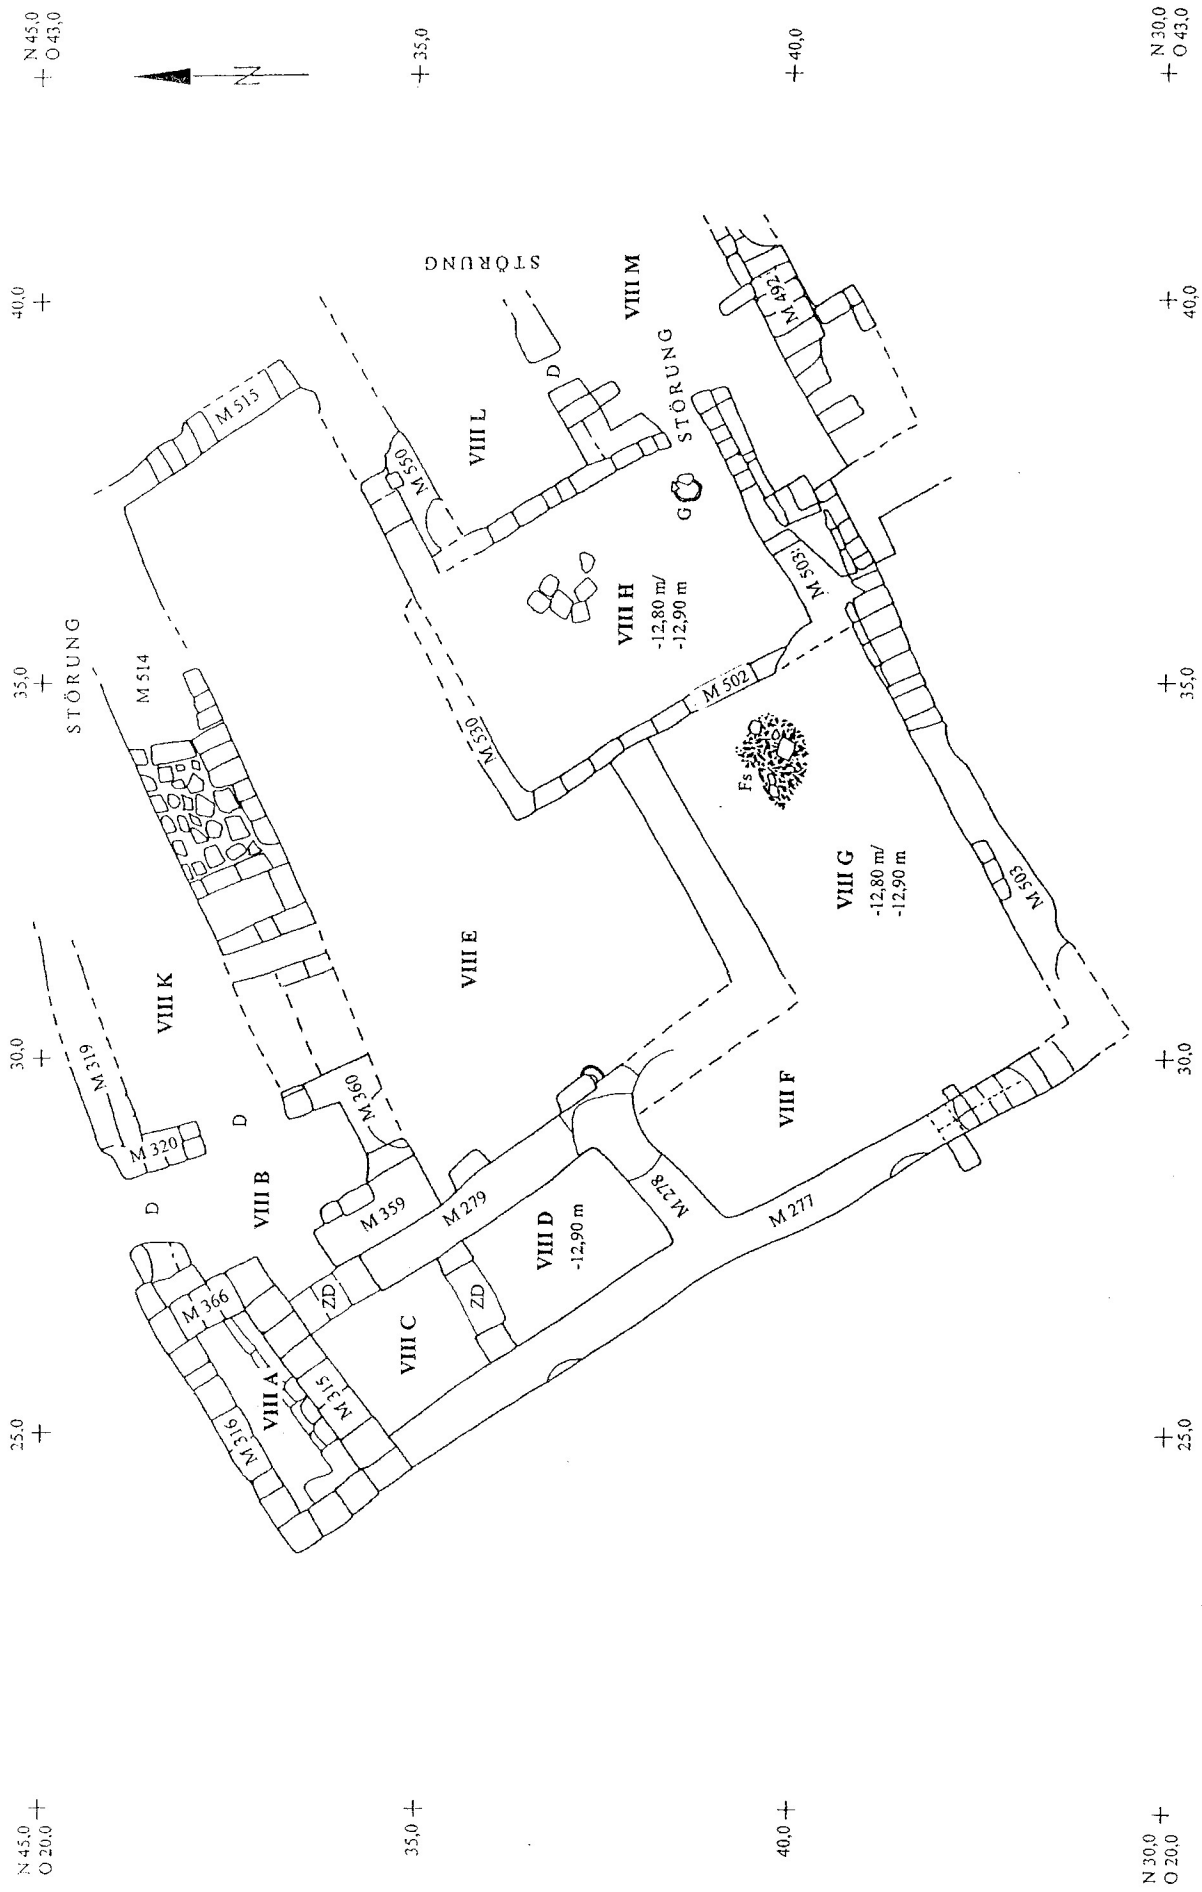 N 45,0
O 43,0
35,0
40,0
N 30,0
O 43,0
N
40,0
STÖRUNG
VIII M
M 492
40,0
M 515
M 550
VIII L
D
STÖRUNG
G
STÖRUNG
35,0
M 514
M 530
VIII H
-12,80 m/
-12,90 m
M 503
M 502
35,0
Fs
VIII K
VIII E
VIII G
-12,80 m/
-12,90 m
M 503
30,0
M 319
M 320
D
M 360
VIII F
30,0
D
VIII B
M 359
M 279
M 278
M 277
VIII D
-12,90 m
M 366
ZD
ZD
VIII C
M 316
VIII A
M 315
25,0
25,0
N 45,0
O 20,0
35,0
40,0
N 30,0
O 20,0